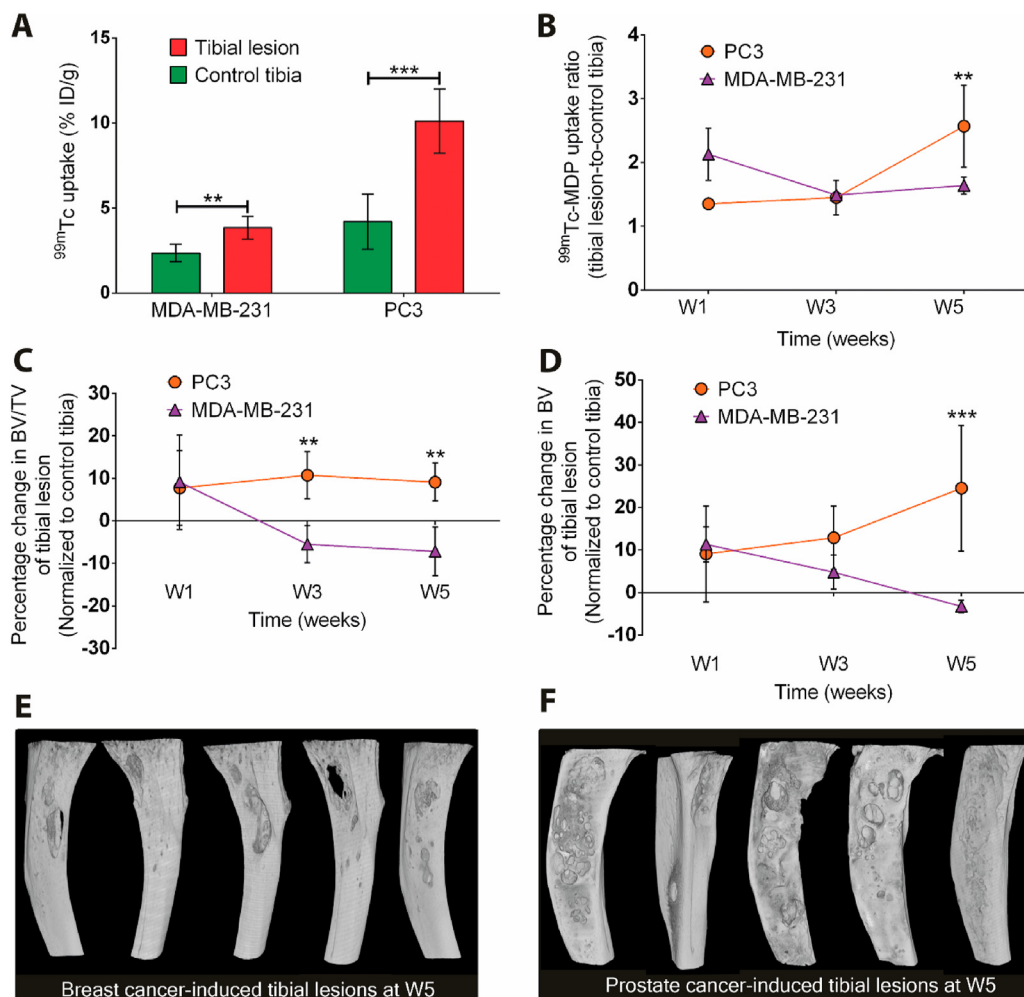 A
15
10
5
0
99mTc uptake (% ID/g)
Tibial lesion
Control tibia
**
***
MDA-MB-231
PC3
B
4
3
2
1
0
99mTc-MDP uptake ratio
(tibial lesion-to-control tibia)
PC3
MDA-MB-231
**
W1
W3
W5
Time (weeks)
C
30
20
10
0
-10
-20
-30
Percentage change in BV/TV
of tibial lesion
(Normalized to control tibia)
PC3
MDA-MB-231
**
**
W1
W3
W5
Time (weeks)
D
50
40
30
20
10
0
-10
Percentage change in BV
of tibial lesion
(Normalized to control tibia)
PC3
MDA-MB-231
***
W1
W3
W5
Time (weeks)
E
Breast cancer-induced tibial lesions at W5
F
Prostate cancer-induced tibial lesions at W5